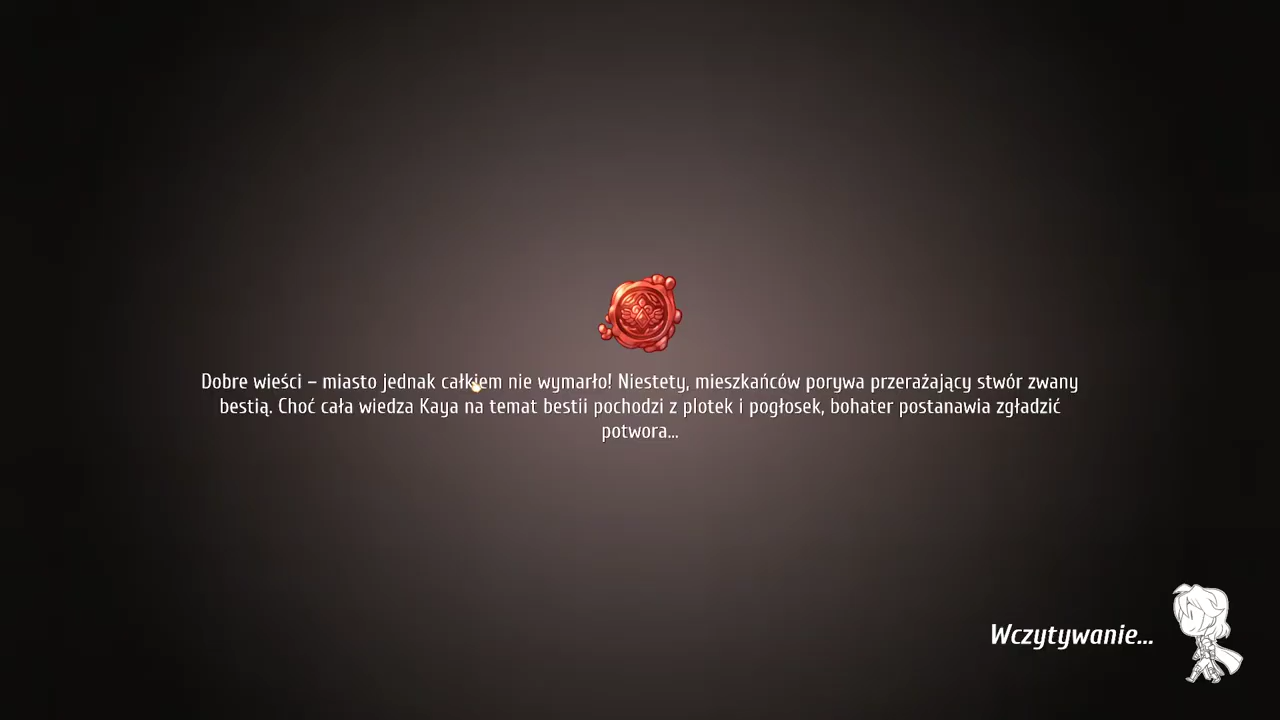 Dobre wieści – miasto jednak całkiem nie wymarło! Niestety, mieszkańców porywa przerażający stwór zwany
bestią. Choć cała wiedza Kaya na temat bestii pochodzi z plotek i pogłosek, bohater postanawia zgładzić
potwora...
Wczytywanie...